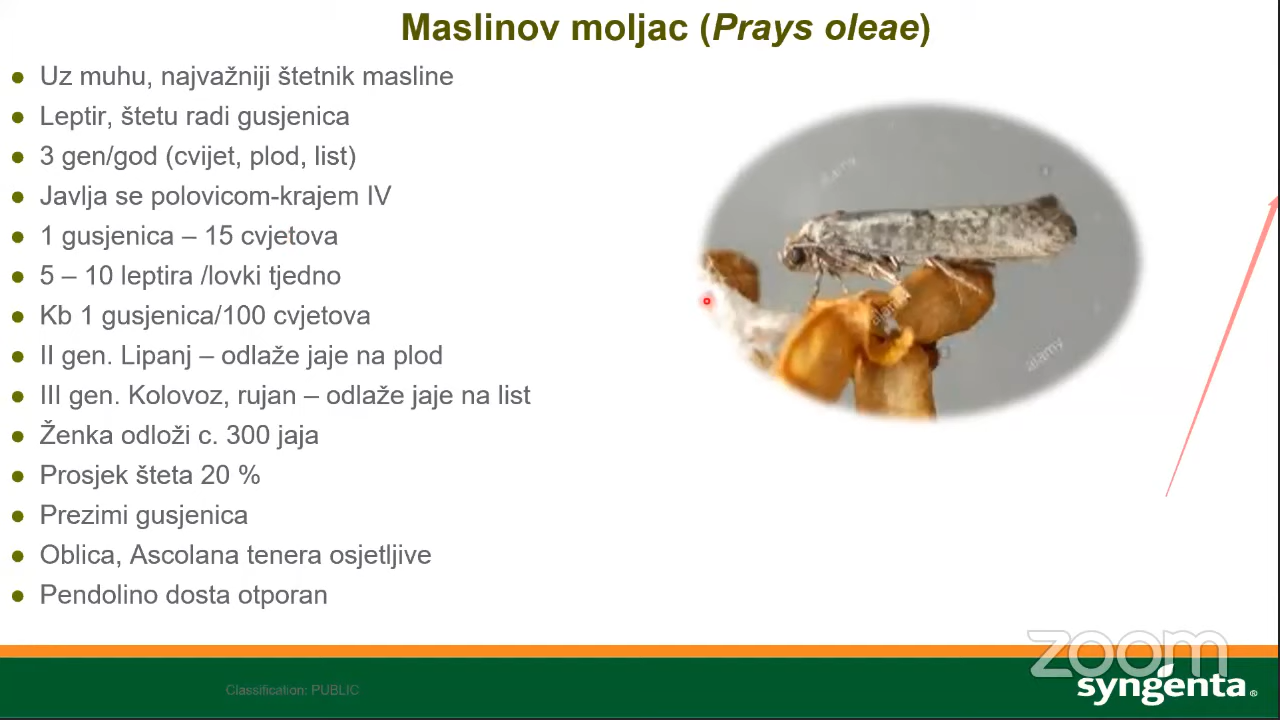 Maslinov moljac (Prays oleae)
Uz muhu, najvažniji štetnik masline
Leptir, štetu radi gusjenica
3 gen/god (cvijet, plod, list)
Javlja se polovicom-krajem IV
1 gusjenica – 15 cvjetova
5 – 10 leptira /lovki tjedno
Kb 1 gusjenica/100 cvjetova
II gen. Lipanj – odlaže jaje na plod
III gen. Kolovoz, rujan – odlaže jaje na list
Ženka odloži c. 300 jaja
Prosjek šteta 20 %
Prezimi gusjenica
Oblica, Ascolana tenera osjetljive
Pendolino dosta otporan
alamy
alamy
alamy
zoom
Classification: PUBLIC
syngenta®